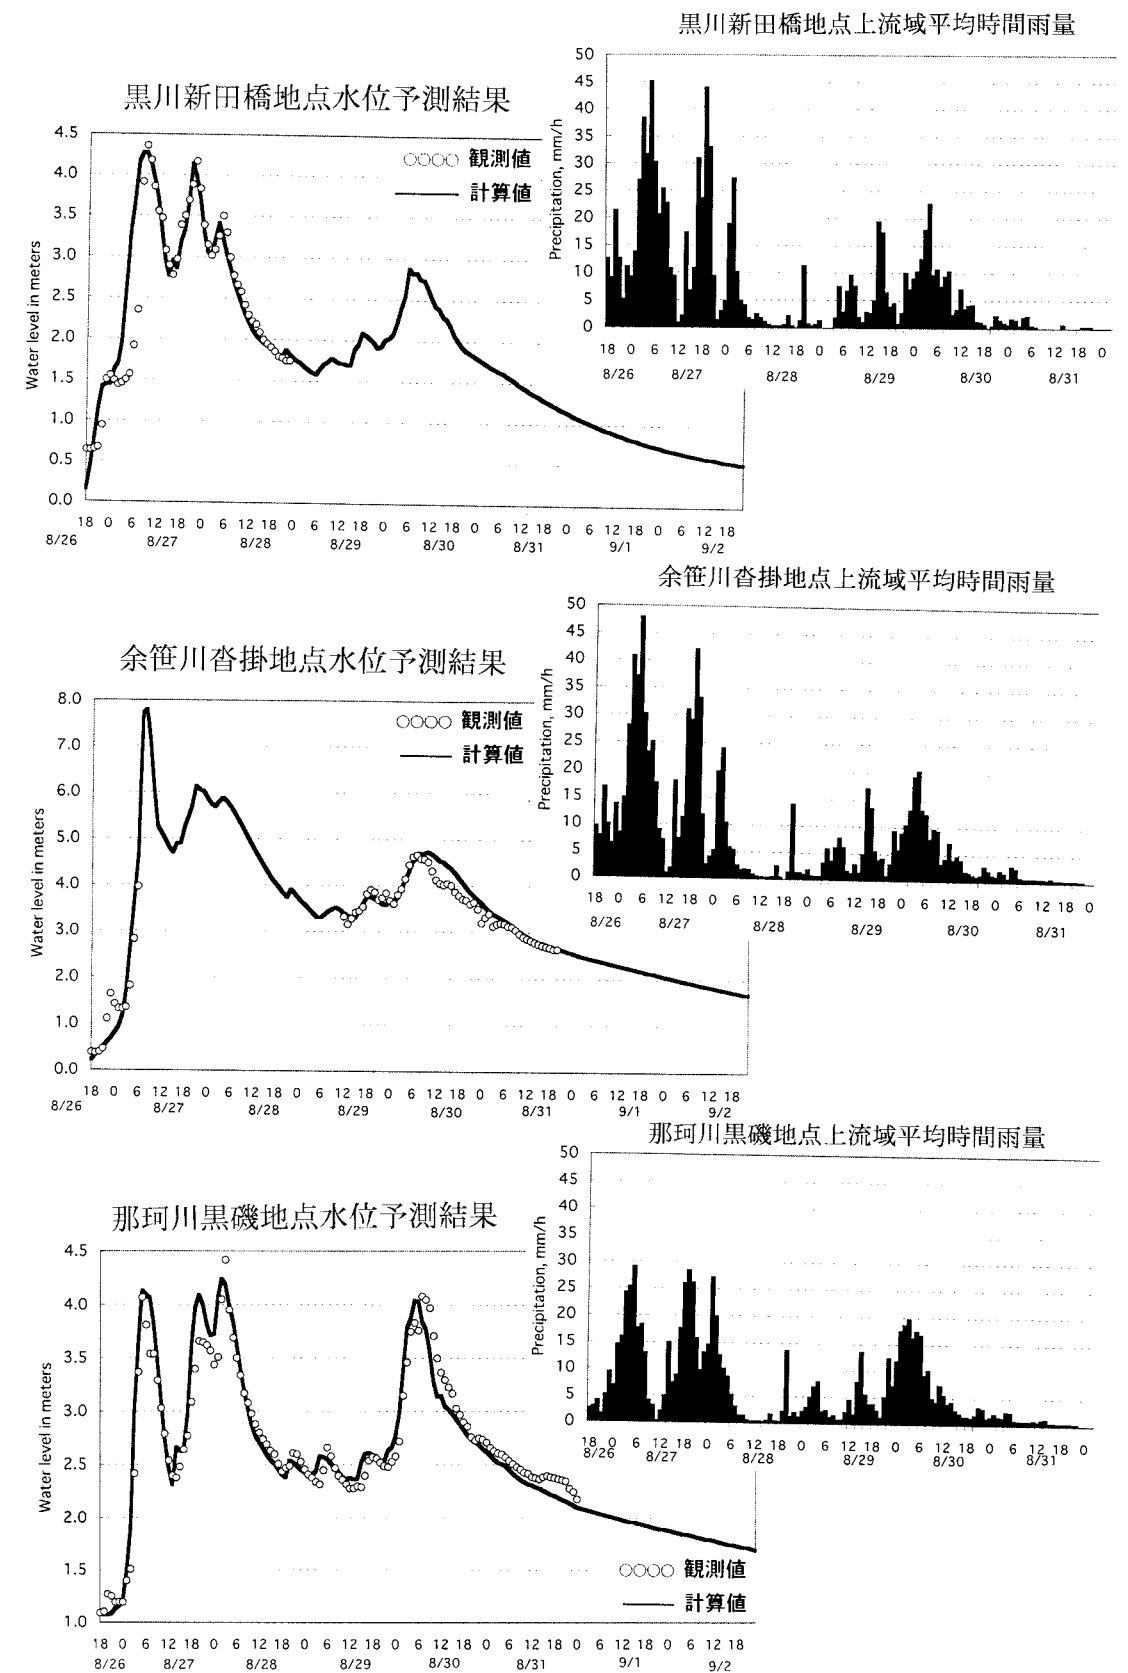 黒川新田橋地点上流域平均時間雨量
50
45
40
35
30
25
20
15
10
5
0
Precipitation, mm/h
18 0 6 12 18 0 6 12 18 0 6 12 18 0 6 12 18 0 6 12 18 0
8/26 8/27 8/28 8/29 8/30 8/31
黒川新田橋地点水位予測結果
4.5
4.0
3.5
3.0
2.5
2.0
1.5
1.0
0.5
0.0
Water level in meters
○○○○ 観測値
計算値
18 0 6 12 18 0 6 12 18 0 6 12 18 0 6 12 18 0 6 12 18 0 6 12 18 0 6 12 18
8/26 8/27 8/28 8/29 8/30 8/31 9/1 9/2
余笹川沓掛地点上流域平均時間雨量
50
45
40
35
30
25
20
15
10
5
0
Precipitation, mm/h
18 0 6 12 18 0 6 12 18 0 6 12 18 0 6 12 18 0 6 12 18 0
8/26 8/27 8/28 8/29 8/30 8/31
余笹川沓掛地点水位予測結果
8.0
7.0
6.0
5.0
4.0
3.0
2.0
1.0
0.0
Water level in meters
○○○○ 観測値
計算値
18 0 6 12 18 0 6 12 18 0 6 12 18 0 6 12 18 0 6 12 18 0 6 12 18 0 6 12 18
8/26 8/27 8/28 8/29 8/30 8/31 9/1 9/2
那珂川黒磯地点上流域平均時間雨量
50
45
40
35
30
25
20
15
10
5
0
Precipitation, mm/h
18 0 6 12 18 0 6 12 18 0 6 12 18 0 6 12 18 0 6 12 18 0
8/26 8/27 8/28 8/29 8/30 8/31
那珂川黒磯地点水位予測結果
4.5
4.0
3.5
3.0
2.5
2.0
1.5
1.0
Water level in meters
○○○○ 観測値
計算値
18 0 6 12 18 0 6 12 18 0 6 12 18 0 6 12 18 0 6 12 18 0 6 12 18 0 6 12 18
8/26 8/27 8/28 8/29 8/30 8/31 9/1 9/2